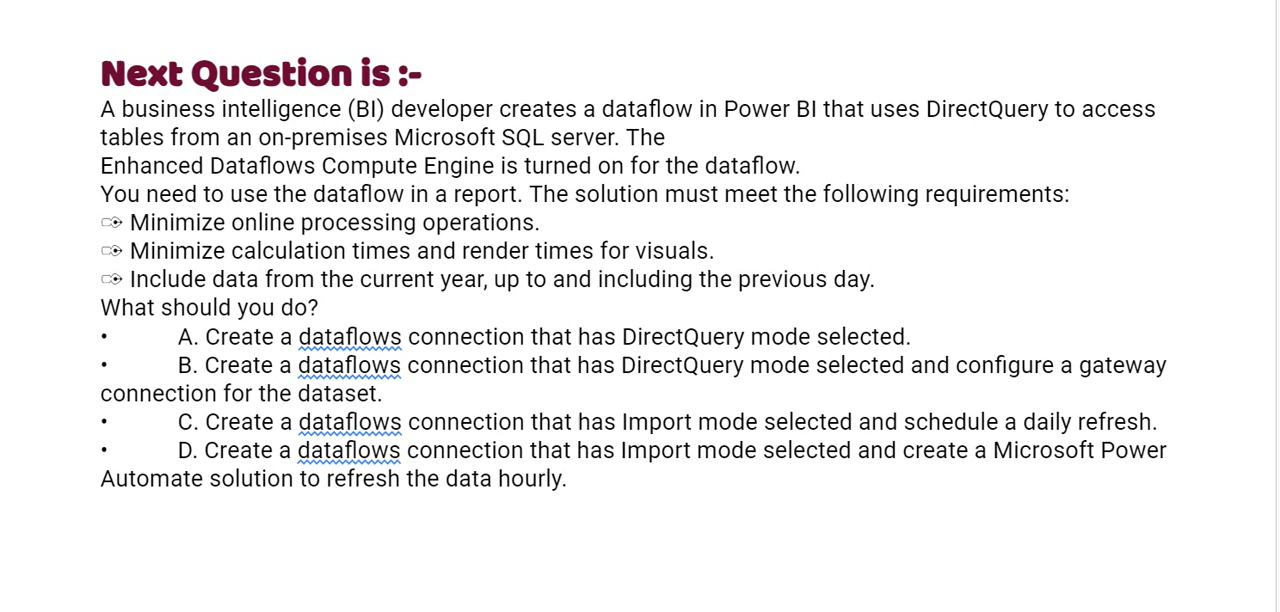 Next Question is :-
A business intelligence (BI) developer creates a dataflow in Power BI that uses DirectQuery to access
tables from an on-premises Microsoft SQL server. The
Enhanced Dataflows Compute Engine is turned on for the dataflow.
You need to use the dataflow in a report. The solution must meet the following requirements:
Minimize online processing operations.
Minimize calculation times and render times for visuals.
Include data from the current year, up to and including the previous day.
What should you do?
• A. Create a dataflows connection that has DirectQuery mode selected.
• B. Create a dataflows connection that has DirectQuery mode selected and configure a gateway
connection for the dataset.
• C. Create a dataflows connection that has Import mode selected and schedule a daily refresh.
• D. Create a dataflows connection that has Import mode selected and create a Microsoft Power
Automate solution to refresh the data hourly.